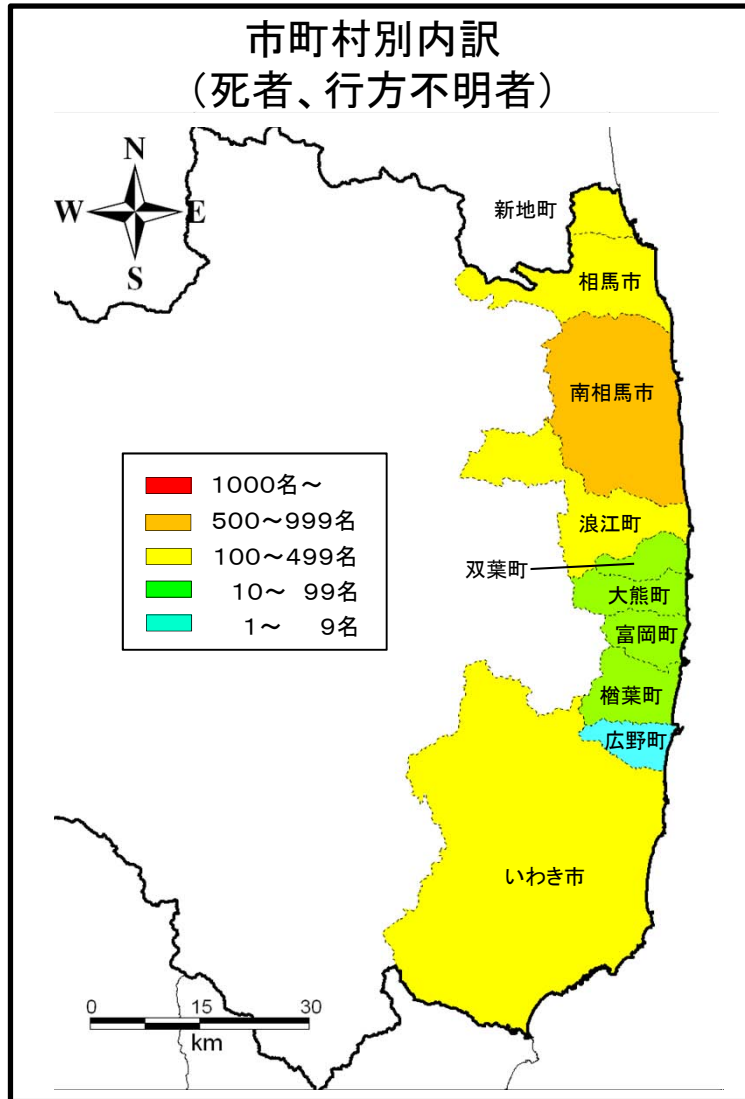 市町村別内訳
（死者、行方不明者）
N
W
E
S
新地町
相馬市
南相馬市
1000名～
500～999名
100～499名
10～ 99名
1～ 9名
浪江町
双葉町
大熊町
富岡町
楢葉町
広野町
いわき市
0 15 30
km